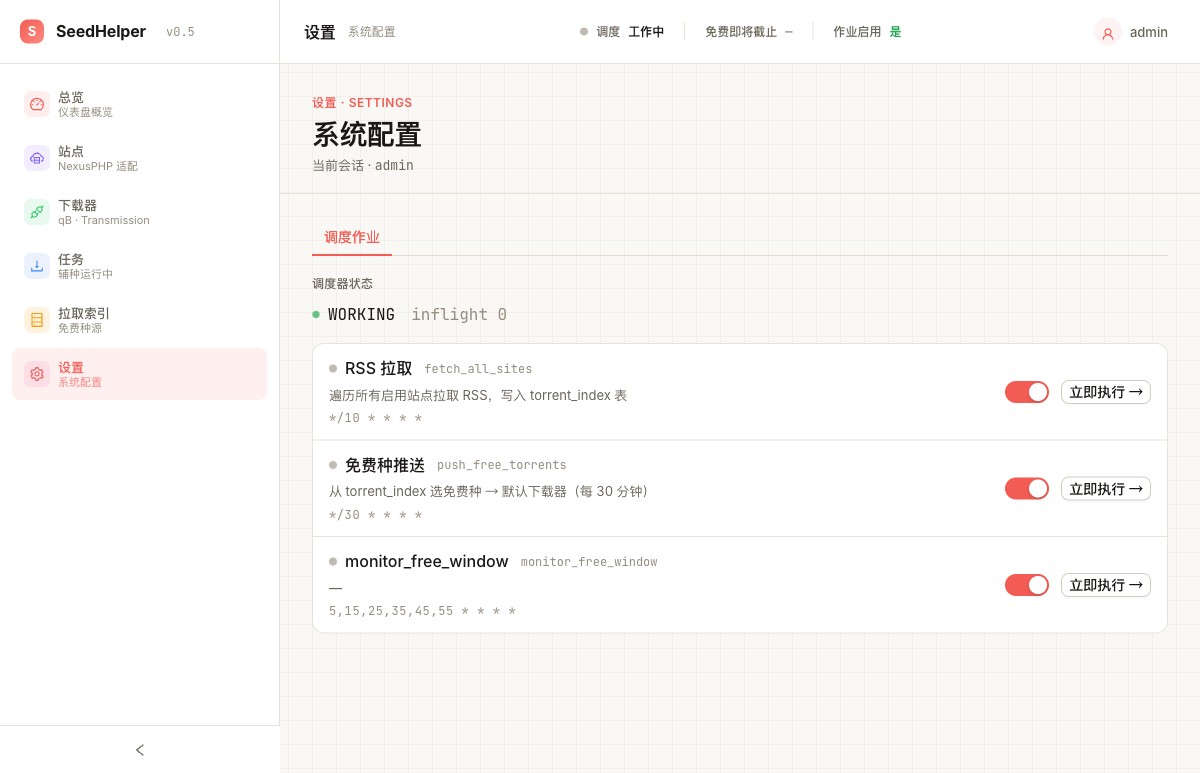 S SeedHelper v0.5
设置 系统配置
调度 工作中
免费即将截止 —
作业启用 是
admin
总览
仪表盘概览
站点
NexusPHP 适配
下载器
qB · Transmission
任务
辅种运行中
拉取索引
免费种源
设置
系统配置
设置 · SETTINGS
系统配置
当前会话 · admin
调度作业
调度器状态
WORKING inflight 0
RSS 拉取 fetch_all_sites
遍历所有启用站点拉取 RSS，写入 torrent_index 表
*/10 * * * *
立即执行 →
免费种推送 push_free_torrents
从 torrent_index 选免费种 → 默认下载器（每 30 分钟）
*/30 * * * *
立即执行 →
monitor_free_window monitor_free_window
—
5,15,25,35,45,55 * * * *
立即执行 →